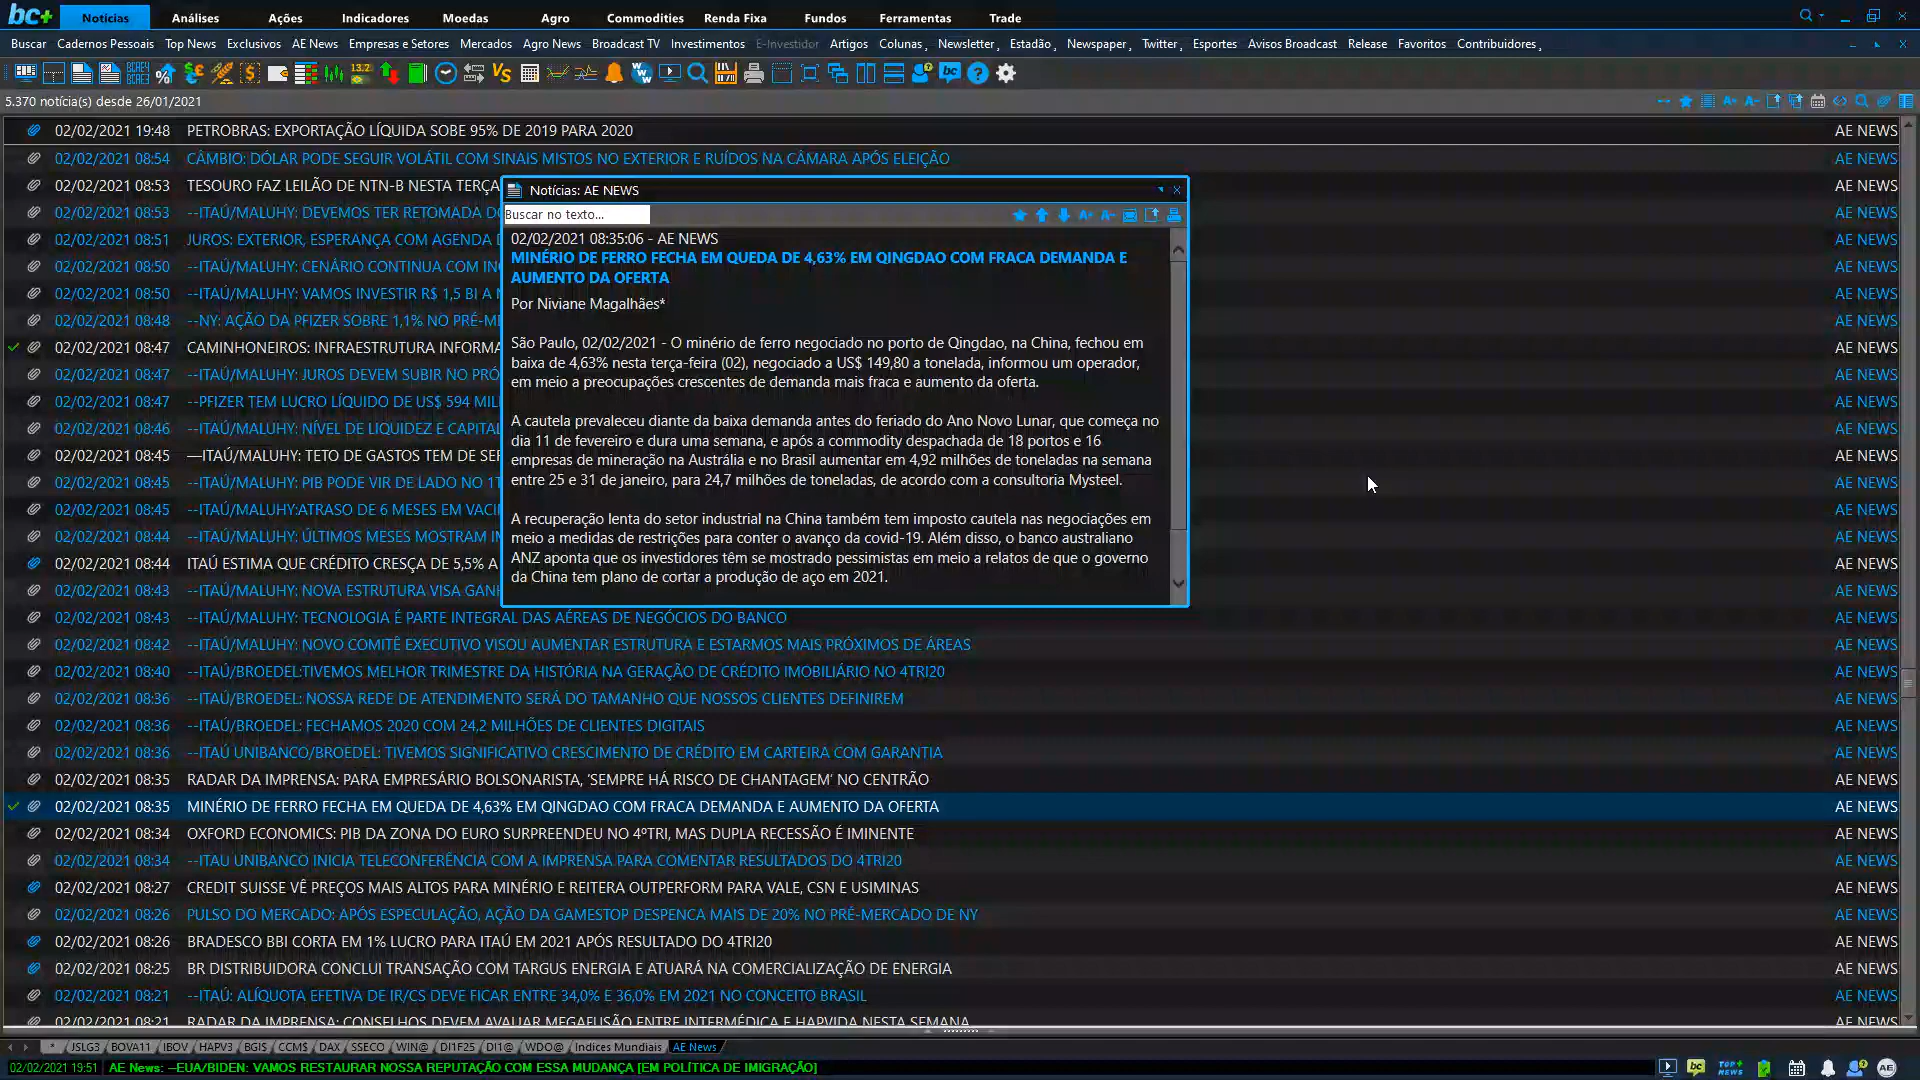 bc+ Notícias Análises Ações Indicadores Moedas Agro Commodities Renda Fixa Fundos Ferramentas Trade
Buscar Cadernos Pessoais Top News Exclusivos AE News Empresas e Setores Mercados Agro News Broadcast TV Investimentos E-Investidor Artigos Colunas Newsletter Estadão Newspaper Twitter Esportes Avisos Broadcast Release Favoritos Contribuidores
5.370 notícia(s) desde 26/01/2021
02/02/2021 19:48 PETROBRAS: EXPORTAÇÃO LÍQUIDA SOBE 95% DE 2019 PARA 2020 AE NEWS
02/02/2021 08:54 CÂMBIO: DÓLAR PODE SEGUIR VOLÁTIL COM SINAIS MISTOS NO EXTERIOR E RUÍDOS NA CÂMARA APÓS ELEIÇÃO AE NEWS
02/02/2021 08:53 TESOURO FAZ LEILÃO DE NTN-B NESTA TERÇA AE NEWS
02/02/2021 08:53 --ITAÚ/MALUHY: DEVEMOS TER RETOMADA AE NEWS
02/02/2021 08:51 JUROS: EXTERIOR, ESPERANÇA COM AGENDA AE NEWS
02/02/2021 08:50 --ITAÚ/MALUHY: CENÁRIO CONTINUA COM AE NEWS
02/02/2021 08:50 --ITAÚ/MALUHY: VAMOS INVESTIR R$ 1,5 BI A AE NEWS
02/02/2021 08:48 --NY: AÇÃO DA PFIZER SOBRE 1,1% NO AE NEWS
02/02/2021 08:47 CAMINHONEIROS: INFRAESTRUTURA INFORMA AE NEWS
02/02/2021 08:47 --ITAÚ/MALUHY: JUROS DEVEM SUBIR NO AE NEWS
02/02/2021 08:47 --PFIZER TEM LUCRO LÍQUIDO DE US$ 594 AE NEWS
02/02/2021 08:46 --ITAÚ/MALUHY: NÍVEL DE LIQUIDEZ E CAPITAL AE NEWS
02/02/2021 08:45 —ITAÚ/MALUHY: TETO DE GASTOS TEM DE AE NEWS
02/02/2021 08:45 --ITAÚ/MALUHY: PIB PODE VIR DE LADO NO AE NEWS
02/02/2021 08:45 --ITAÚ/MALUHY:ATRASO DE 6 MESES EM AE NEWS
02/02/2021 08:44 --ITAÚ/MALUHY: ÚLTIMOS MESES MOSTRAM AE NEWS
02/02/2021 08:44 ITAÚ ESTIMA QUE CRÉDITO CRESÇA DE 5,5% A AE NEWS
02/02/2021 08:43 --ITAÚ/MALUHY: NOVA ESTRUTURA VISA AE NEWS
02/02/2021 08:43 --ITAÚ/MALUHY: TECNOLOGIA É PARTE INTEGRAL DAS AÉREAS DE NEGÓCIOS DO BANCO AE NEWS
02/02/2021 08:42 --ITAÚ/MALUHY: NOVO COMITÊ EXECUTIVO VISOU AUMENTAR ESTRUTURA E ESTARMOS MAIS PRÓXIMOS DE ÁREAS AE NEWS
02/02/2021 08:40 --ITAÚ/BROEDEL:TIVEMOS MELHOR TRIMESTRE DA HISTÓRIA NA GERAÇÃO DE CRÉDITO IMOBILIÁRIO NO 4TRI20 AE NEWS
02/02/2021 08:36 --ITAÚ/BROEDEL: NOSSA REDE DE ATENDIMENTO SERÁ DO TAMANHO QUE NOSSOS CLIENTES DEFINIREM AE NEWS
02/02/2021 08:36 --ITAÚ/BROEDEL: FECHAMOS 2020 COM 24,2 MILHÕES DE CLIENTES DIGITAIS AE NEWS
02/02/2021 08:36 --ITAÚ UNIBANCO/BROEDEL: TIVEMOS SIGNIFICATIVO CRESCIMENTO DE CRÉDITO EM CARTEIRA COM GARANTIA AE NEWS
02/02/2021 08:35 RADAR DA IMPRENSA: PARA EMPRESÁRIO BOLSONARISTA, 'SEMPRE HÁ RISCO DE CHANTAGEM' NO CENTRÃO AE NEWS
02/02/2021 08:35 MINÉRIO DE FERRO FECHA EM QUEDA DE 4,63% EM QINGDAO COM FRACA DEMANDA E AUMENTO DA OFERTA AE NEWS
02/02/2021 08:34 OXFORD ECONOMICS: PIB DA ZONA DO EURO SURPREENDEU NO 4ºTRI, MAS DUPLA RECESSÃO É IMINENTE AE NEWS
02/02/2021 08:34 --ITAU UNIBANCO INICIA TELECONFERÊNCIA COM A IMPRENSA PARA COMENTAR RESULTADOS DO 4TRI20 AE NEWS
02/02/2021 08:27 CREDIT SUISSE VÊ PREÇOS MAIS ALTOS PARA MINÉRIO E REITERA OUTPERFORM PARA VALE, CSN E USIMINAS AE NEWS
02/02/2021 08:26 PULSO DO MERCADO: APÓS ESPECULAÇÃO, AÇÃO DA GAMESTOP DESPENCA MAIS DE 20% NO PRÉ-MERCADO DE NY AE NEWS
02/02/2021 08:26 BRADESCO BBI CORTA EM 1% LUCRO PARA ITAÚ EM 2021 APÓS RESULTADO DO 4TRI20 AE NEWS
02/02/2021 08:25 BR DISTRIBUIDORA CONCLUI TRANSAÇÃO COM TARGUS ENERGIA E ATUARÁ NA COMERCIALIZAÇÃO DE ENERGIA AE NEWS
02/02/2021 08:21 --ITAÚ: ALÍQUOTA EFETIVA DE IR/CS DEVE FICAR ENTRE 34,0% E 36,0% EM 2021 NO CONCEITO BRASIL AE NEWS
02/02/2021 08:21 RADAR DA IMPRENSA: CONSELHOS DEVEM AVALIAR MEGAFUSÃO ENTRE INTERMÉDICA E HAPVIDA NESTA SEMANA AE NEWS
Notícias: AE NEWS
Buscar no texto...
02/02/2021 08:35:06 - AE NEWS
MINÉRIO DE FERRO FECHA EM QUEDA DE 4,63% EM QINGDAO COM FRACA DEMANDA E
AUMENTO DA OFERTA
Por Niviane Magalhães*
São Paulo, 02/02/2021 - O minério de ferro negociado no porto de Qingdao, na China, fechou em
baixa de 4,63% nesta terça-feira (02), negociado a US$ 149,80 a tonelada, informou um operador,
em meio a preocupações crescentes de demanda mais fraca e aumento da oferta.
A cautela prevaleceu diante da baixa demanda antes do feriado do Ano Novo Lunar, que começa no
dia 11 de fevereiro e dura uma semana, e após a commodity despachada de 18 portos e 16
empresas de mineração na Austrália e no Brasil aumentar em 4,92 milhões de toneladas na semana
entre 25 e 31 de janeiro, para 24,7 milhões de toneladas, de acordo com a consultoria Mysteel.
A recuperação lenta do setor industrial na China também tem imposto cautela nas negociações em
meio a medidas de restrições para conter o avanço da covid-19. Além disso, o banco australiano
ANZ aponta que os investidores têm se mostrado pessimistas em meio a relatos de que o governo
da China tem plano de cortar a produção de aço em 2021.
* JSLG3 BOVA11 IBOV HAPV3 BGI$ CCM$ DAX $SECO WIN@ DI1F25 DI1@ WDO@ Indices Mundiais AE News
02/02/2021 19:51 AE News: --EUA/BIDEN: VAMOS RESTAURAR NOSSA REPUTAÇÃO COM ESSA MUDANÇA [EM POLÍTICA DE IMIGRAÇÃO]